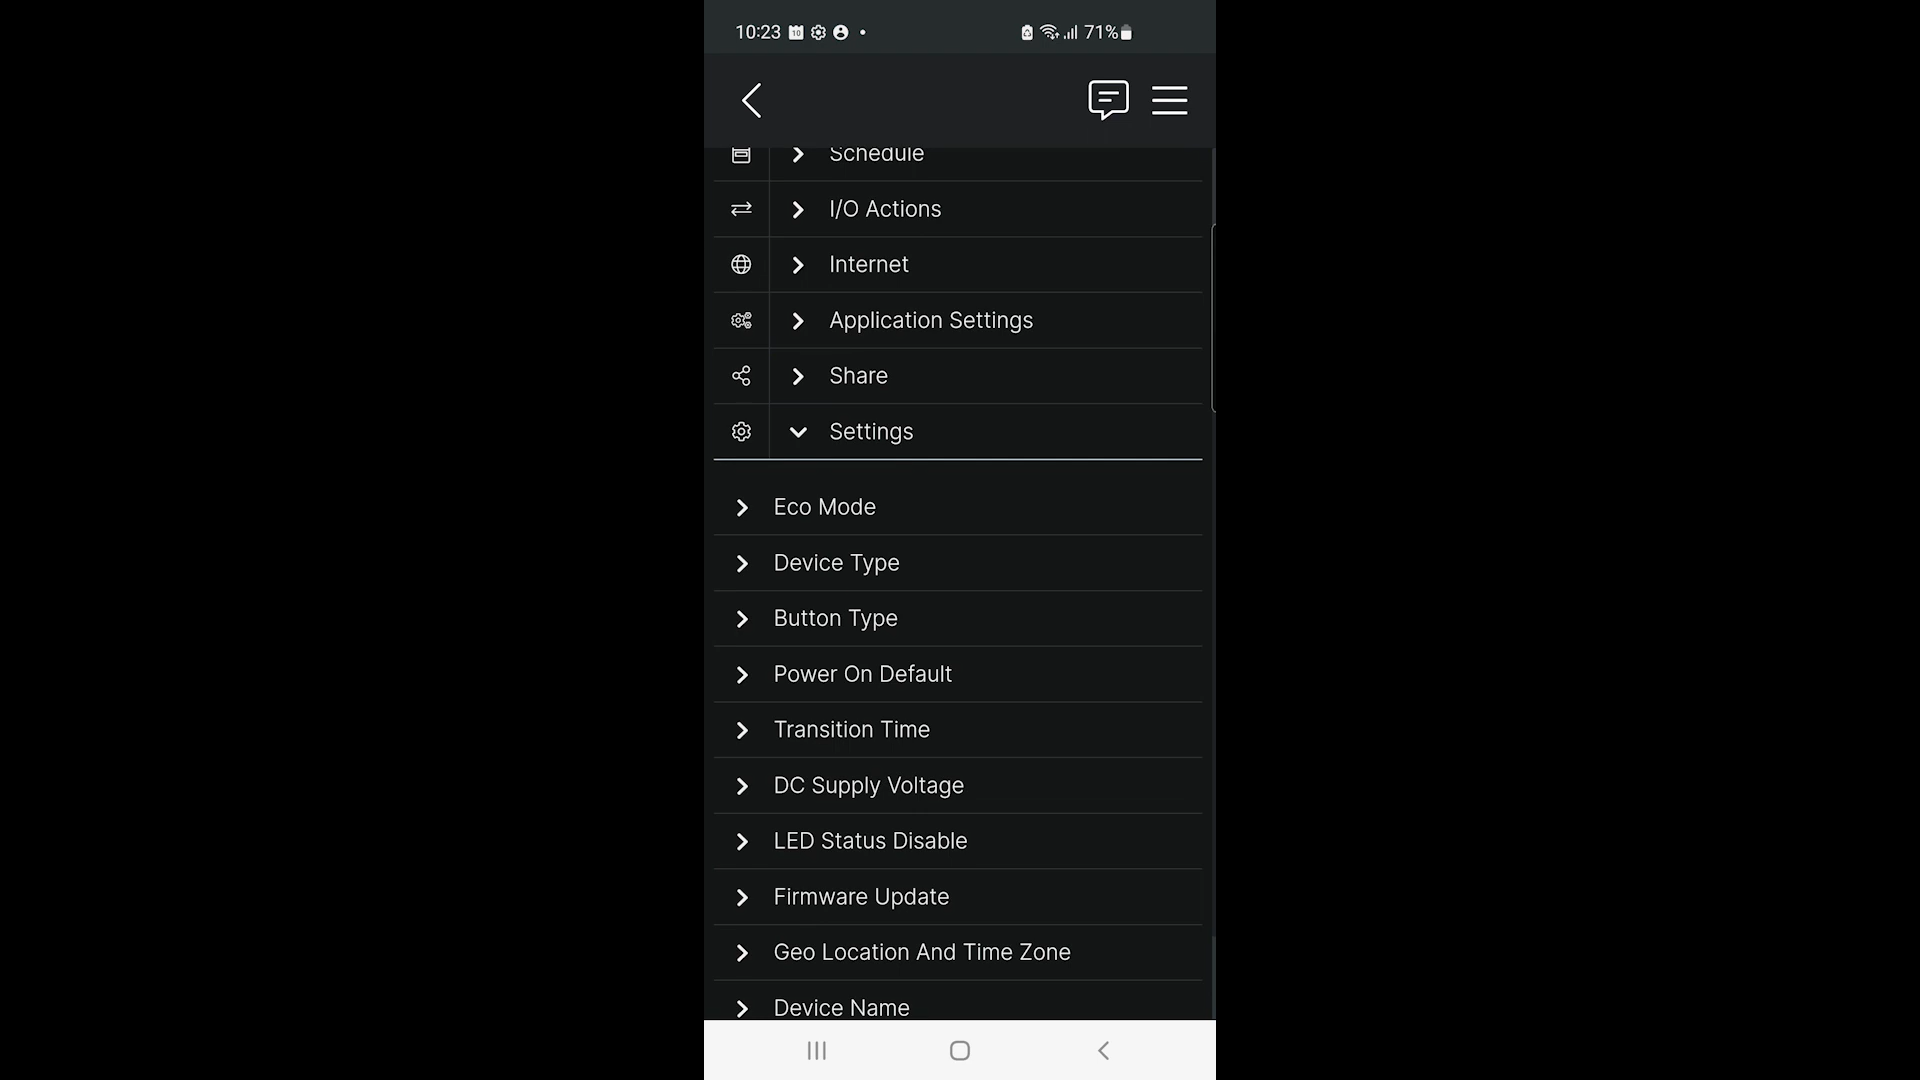 10:23
10
71%
Schedule
I/O Actions
Internet
Application Settings
Share
Settings
Eco Mode
Device Type
Button Type
Power On Default
Transition Time
DC Supply Voltage
LED Status Disable
Firmware Update
Geo Location And Time Zone
Device Name